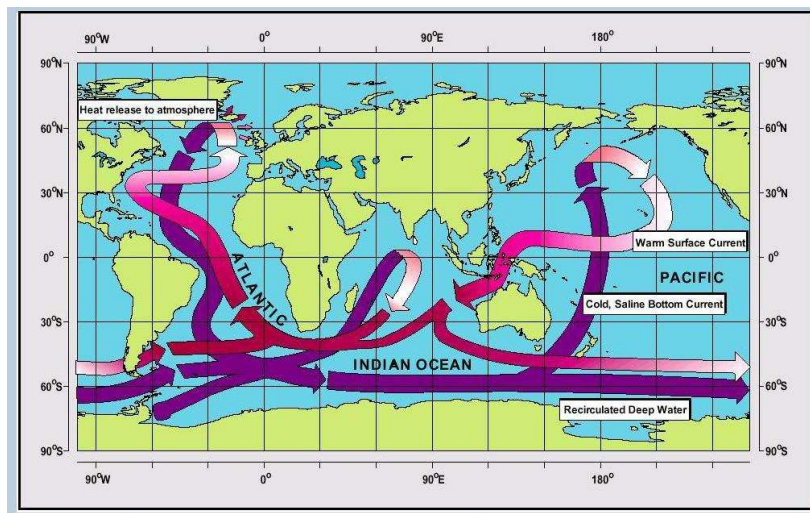 90°W 0° 90°E 180°
90°N 90°N
Heat release to atmosphere
60°N 60°N
30°N 30°N
Warm Surface Current
0° 0°
ATLANTIC
PACIFIC
Cold, Saline Bottom Current
30°S 30°S
INDIAN OCEAN
60°S 60°S
Recirculated Deep Water
90°S 90°S
90°W 0° 90°E 180°